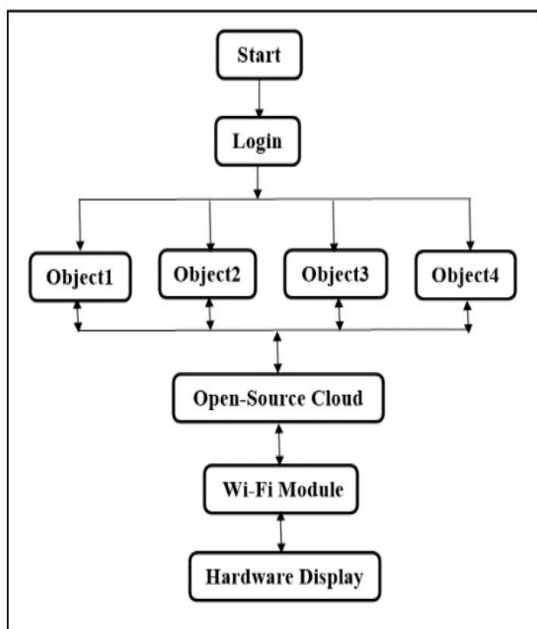 Start
Login
Object1
Object2
Object3
Object4
Open-Source Cloud
Wi-Fi Module
Hardware Display